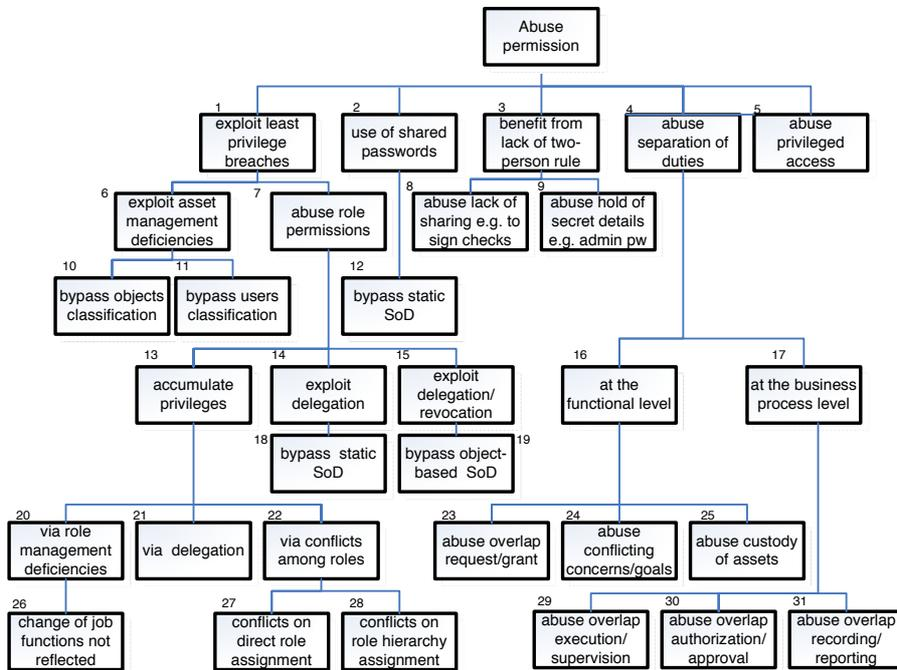 Abuse
permission
1
exploit least
privilege
breaches
2
use of shared
passwords
3
benefit from
lack of two-
person rule
4
abuse
separation of
duties
5
abuse
privileged
access
6
exploit asset
management
deficiencies
7
abuse role
permissions
8
abuse lack of
sharing e.g. to
sign checks
9
abuse hold of
secret details
e.g. admin pw
10
bypass objects
classification
11
bypass users
classification
12
bypass static
SoD
13
accumulate
privileges
14
exploit
delegation
15
exploit
delegation/
revocation
16
at the
functional level
17
at the business
process level
18
bypass static
SoD
19
bypass object-
based SoD
20
via role
management
deficiencies
21
via delegation
22
via conflicts
among roles
23
abuse overlap
request/grant
24
abuse
conflicting
concerns/goals
25
abuse custody
of assets
26
change of job
functions not
reflected
27
conflicts on
direct role
assignment
28
conflicts on
role hierarchy
assignment
29
abuse overlap
execution/
supervision
30
abuse overlap
authorization/
approval
31
abuse overlap
recording/
reporting